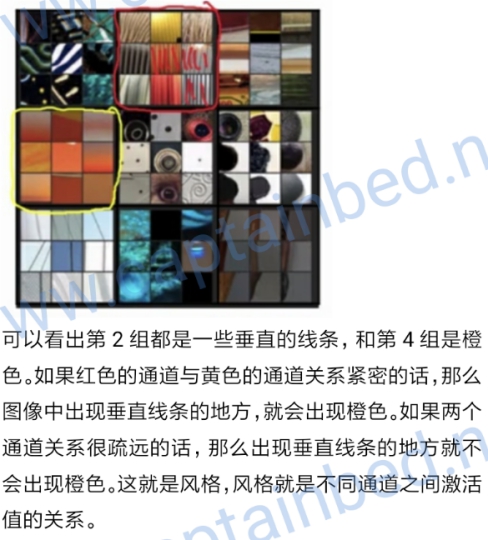 www.captainbed.n
可以看出第 2 组都是一些垂直的线条，和第 4 组是橙
色。如果红色的通道与黄色的通道关系紧密的话，那么
图像中出现垂直线条的地方，就会出现橙色。如果两个
通道关系很疏远的话，那么出现垂直线条的地方就不
会出现橙色。这就是风格，风格就是不同通道之间激活
值的关系。
captainbed.n